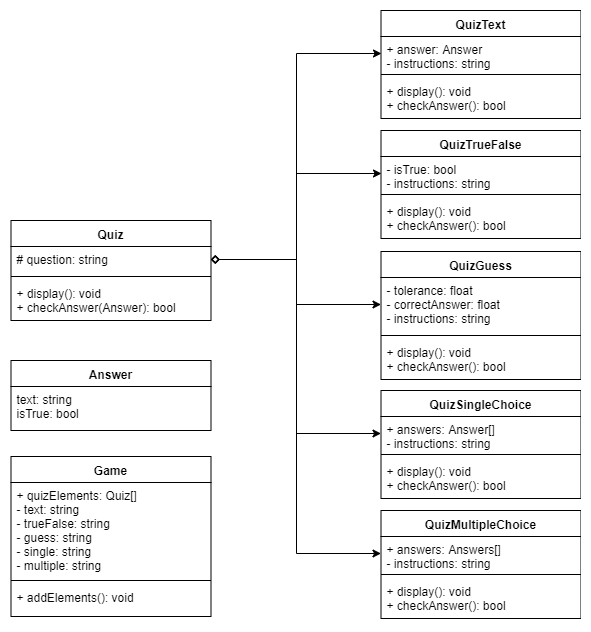 Quiz
# question: string
+ display(): void
+ checkAnswer(Answer): bool
Answer
text: string
isTrue: bool
Game
+ quizElements: Quiz[]
- text: string
- trueFalse: string
- guess: string
- single: string
- multiple: string
+ addElements(): void
QuizText
+ answer: Answer
- instructions: string
+ display(): void
+ checkAnswer(): bool
QuizTrueFalse
- isTrue: bool
- instructions: string
+ display(): void
+ checkAnswer(): bool
QuizGuess
- tolerance: float
- correctAnswer: float
- instructions: string
+ display(): void
+ checkAnswer(): bool
QuizSingleChoice
+ answers: Answer[]
- instructions: string
+ display(): void
+ checkAnswer(): bool
QuizMultipleChoice
+ answers: Answers[]
- instructions: string
+ display(): void
+ checkAnswer(): bool